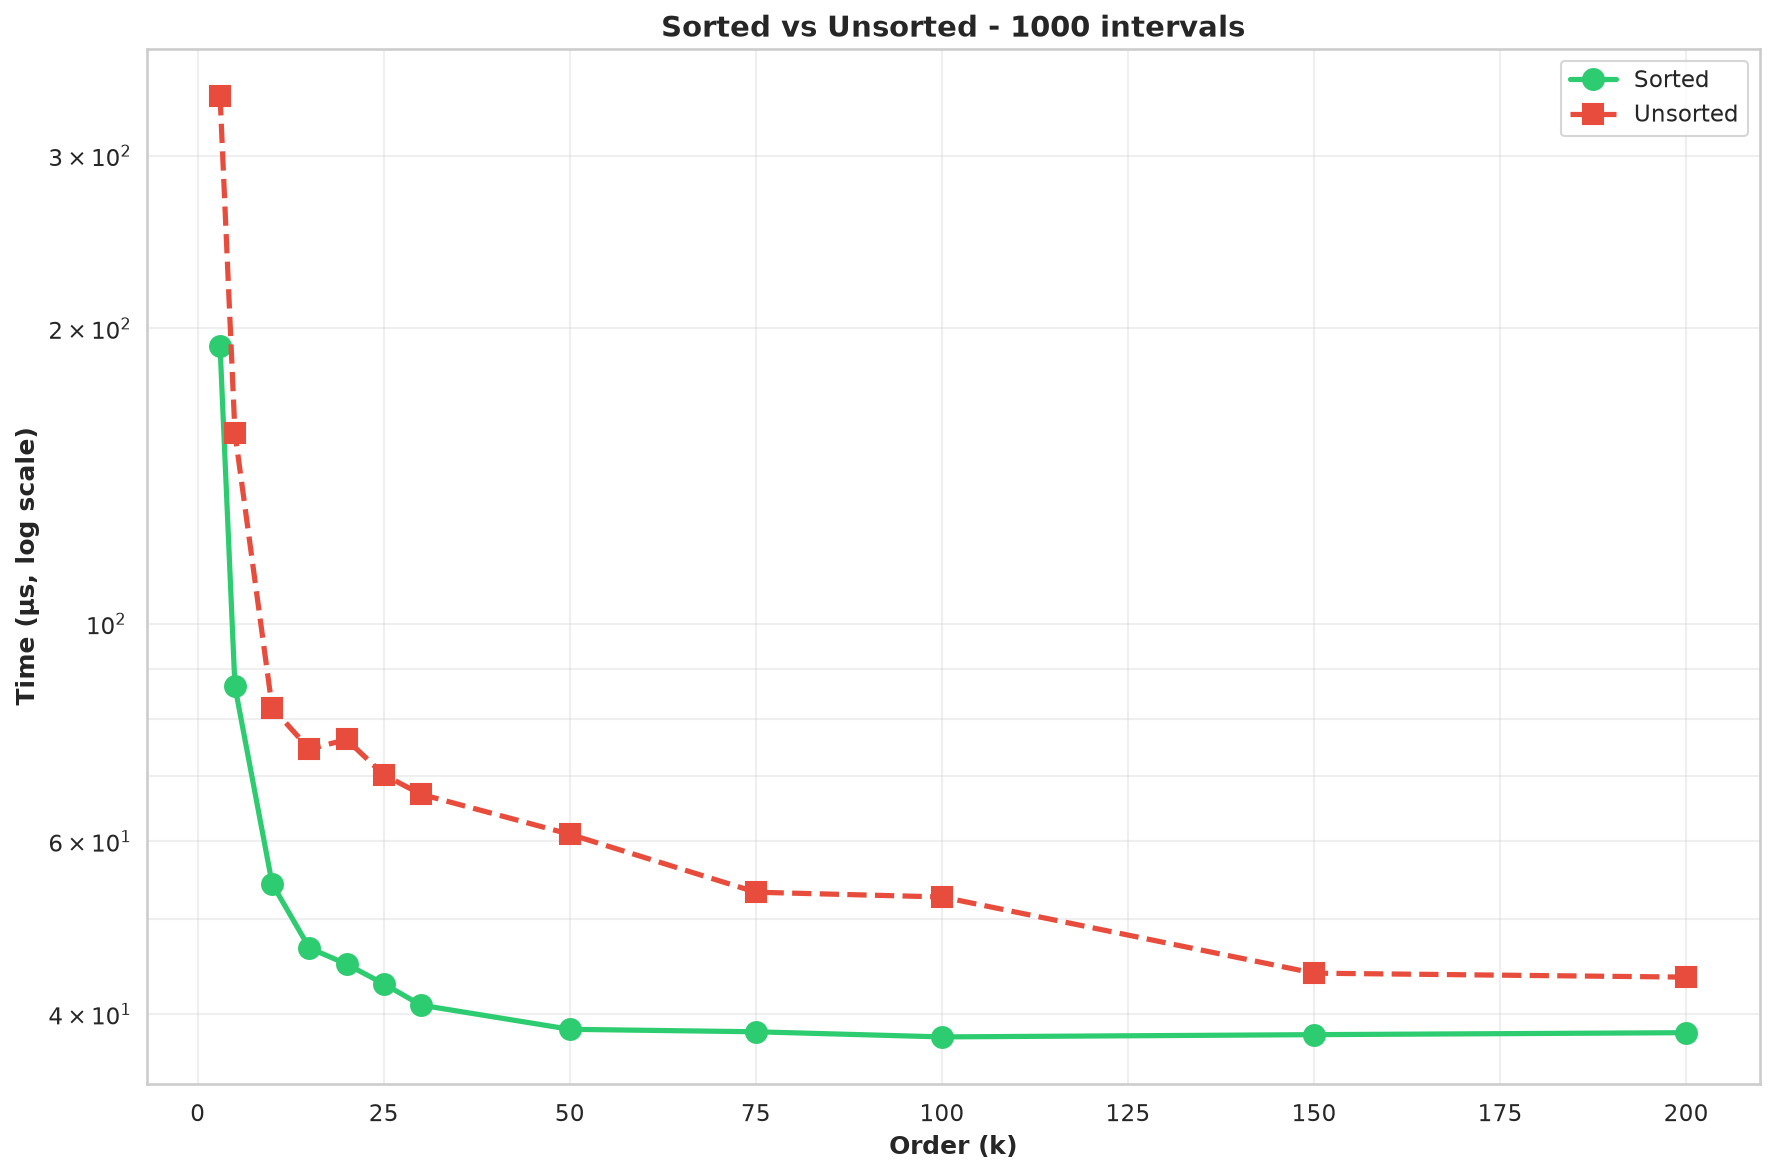 Sorted vs Unsorted - 1000 intervals
Sorted
Unsorted
3 × 10²
2 × 10²
10²
6 × 10¹
4 × 10¹
Time (μs, log scale)
0 25 50 75 100 125 150 175 200
Order (k)